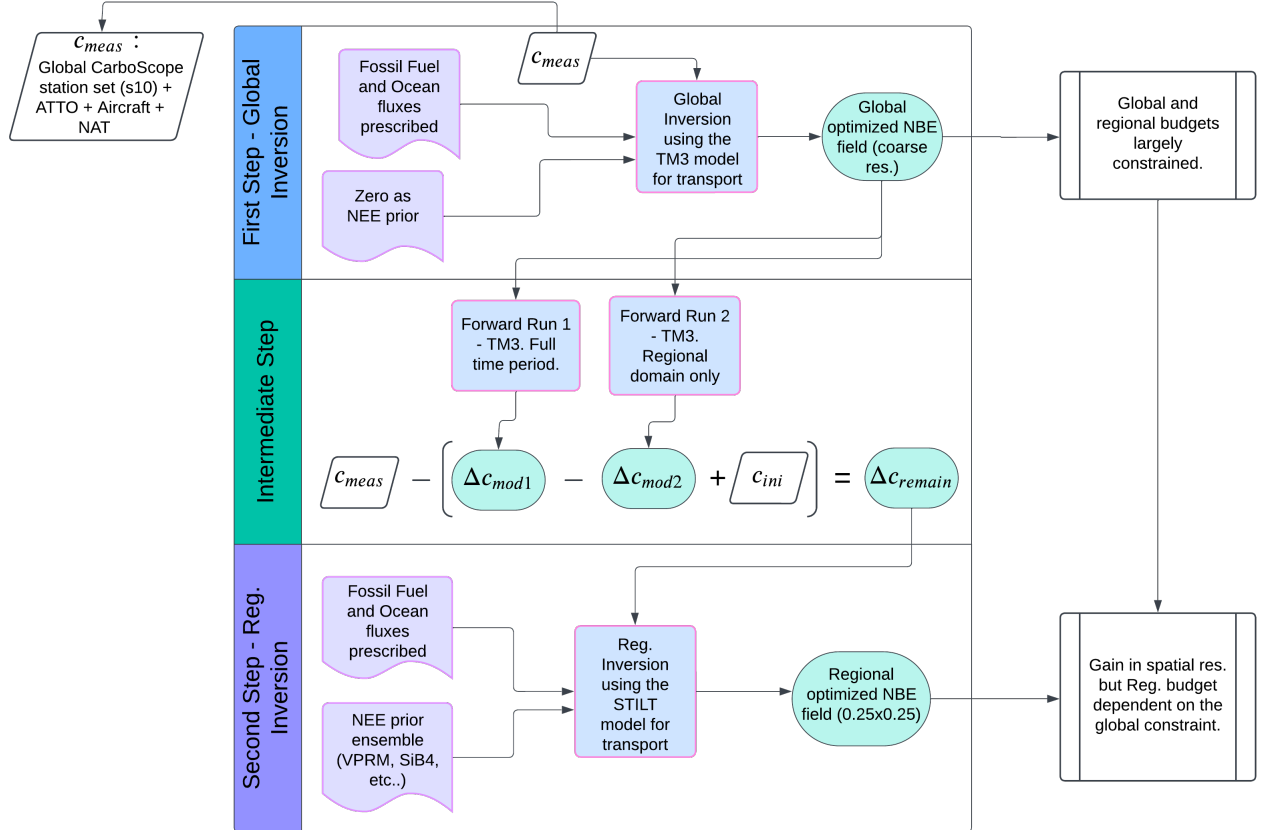 c_meas :
Global CarboScope
station set (s10) +
ATTO + Aircraft +
NAT
First Step - Global
Inversion
Fossil Fuel
and Ocean
fluxes
prescribed
Zero as
NEE prior
c_meas
Global
Inversion
using the
TM3 model
for transport
Global
optimized NBE
field (coarse
res.)
Global and
regional budgets
largely
constrained.
Intermediate Step
Forward Run 1
- TM3. Full
time period.
Forward Run 2
- TM3.
Regional
domain only
c_meas − [ Δc_mod1 − Δc_mod2 + c_ini ] = Δc_remain
Second Step - Reg.
Inversion
Fossil Fuel
and Ocean
fluxes
prescribed
NEE prior
ensemble
(VPRM, SiB4,
etc..)
Reg.
Inversion
using the
STILT
model for
transport
Regional
optimized NBE
field (0.25x0.25)
Gain in spatial res.
but Reg. budget
dependent on the
global constraint.